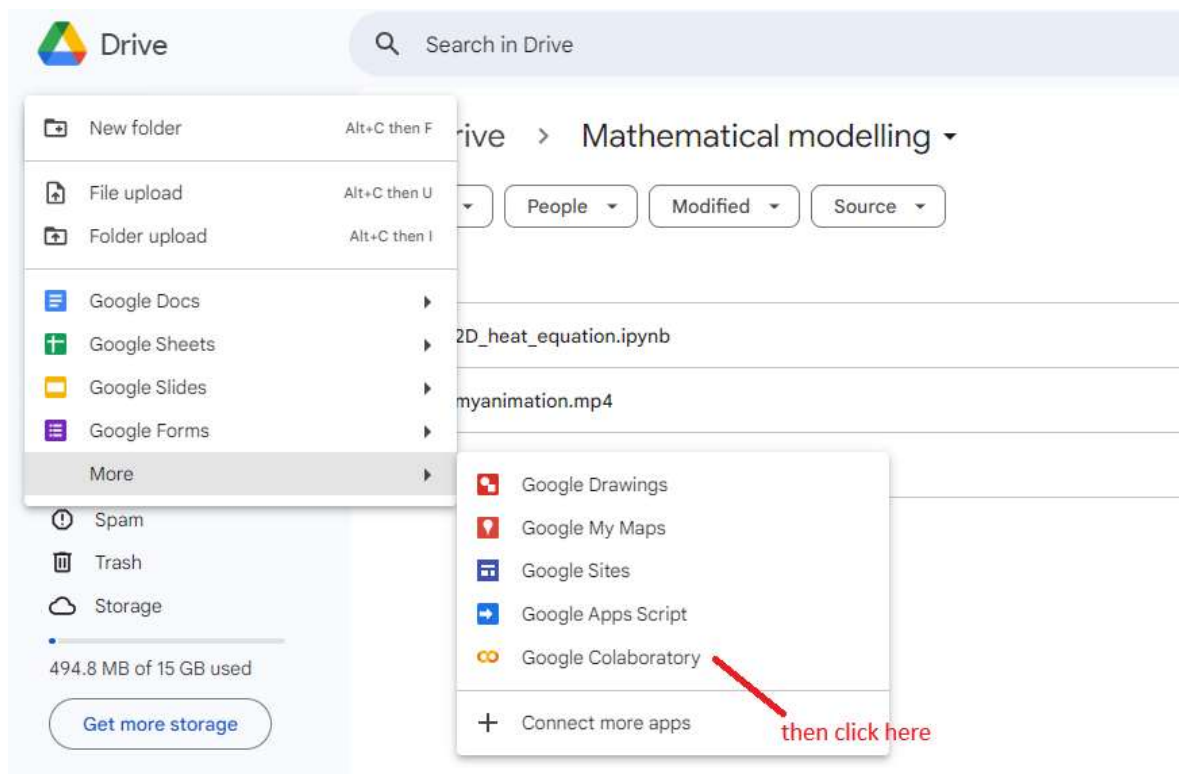 Drive
Search in Drive
New folder Alt+C then F
rive > Mathematical modelling
File upload Alt+C then U
People Modified Source
Folder upload Alt+C then I
Google Docs
2D_heat_equation.ipynb
Google Sheets
Google Slides
myanimation.mp4
Google Forms
More
Google Drawings
Spam
Google My Maps
Trash
Google Sites
Storage
Google Apps Script
494.8 MB of 15 GB used
Google Colaboratory
Get more storage
Connect more apps
then click here